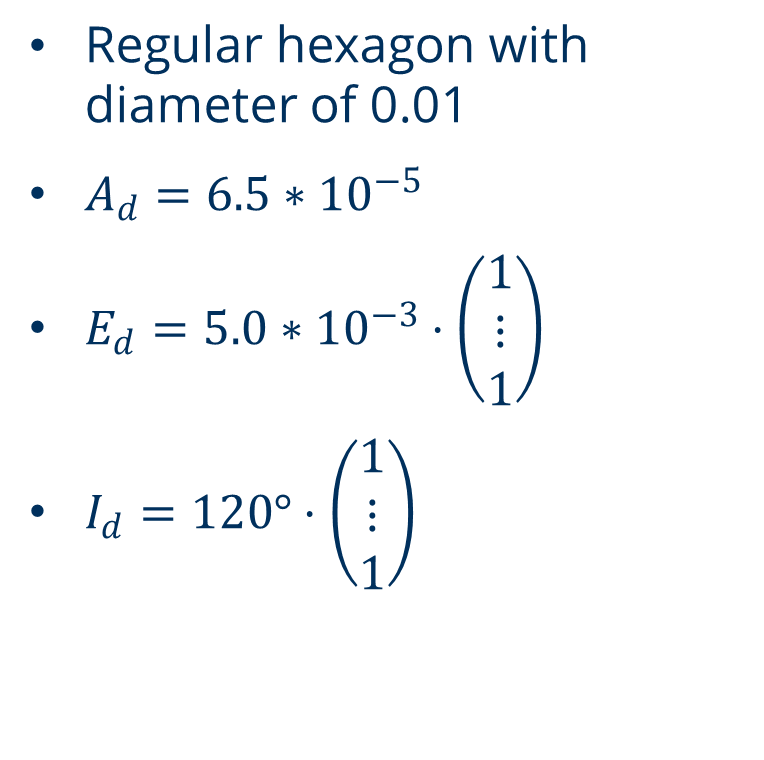 • Regular hexagon with
diameter of 0.01
• A_d = 6.5 * 10^{-5}
• E_d = 5.0 * 10^{-3} · (1 ⋮ 1)
• I_d = 120° · (1 ⋮ 1)